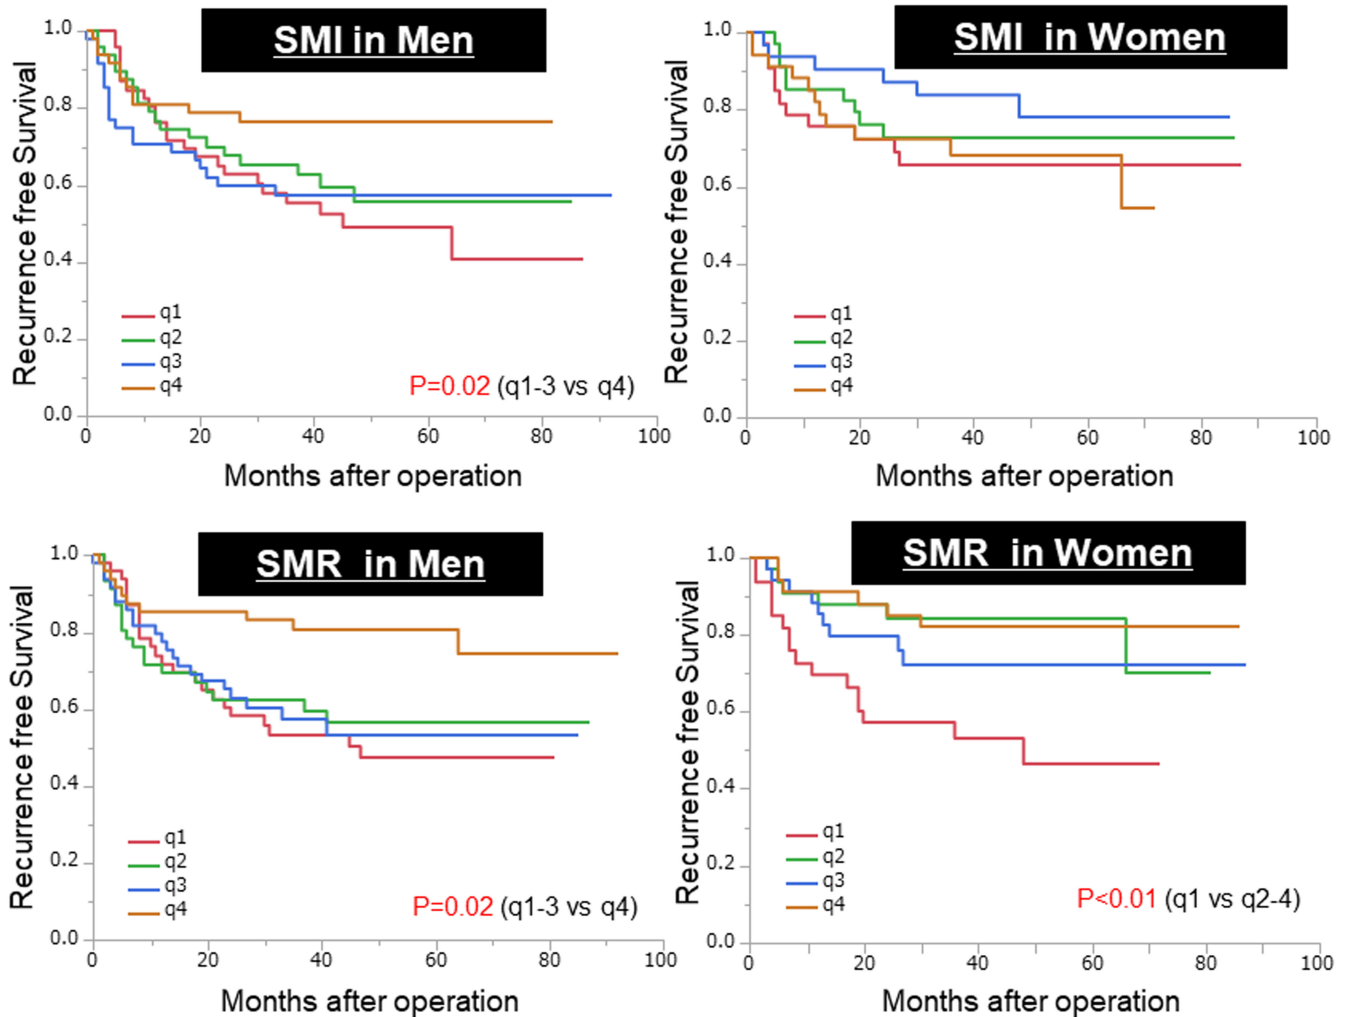 SMI in Men
Recurrence free Survival
1.0
0.8
0.6
0.4
0.2
0.0
q1
q2
q3
q4
P=0.02 (q1-3 vs q4)
0 20 40 60 80 100
Months after operation
SMI in Women
Recurrence free Survival
1.0
0.8
0.6
0.4
0.2
0.0
q1
q2
q3
q4
0 20 40 60 80 100
Months after operation
SMR in Men
Recurrence free Survival
1.0
0.8
0.6
0.4
0.2
0.0
q1
q2
q3
q4
P=0.02 (q1-3 vs q4)
0 20 40 60 80 100
Months after operation
SMR in Women
Recurrence free Survival
1.0
0.8
0.6
0.4
0.2
0.0
q1
q2
q3
q4
P<0.01 (q1 vs q2-4)
0 20 40 60 80 100
Months after operation